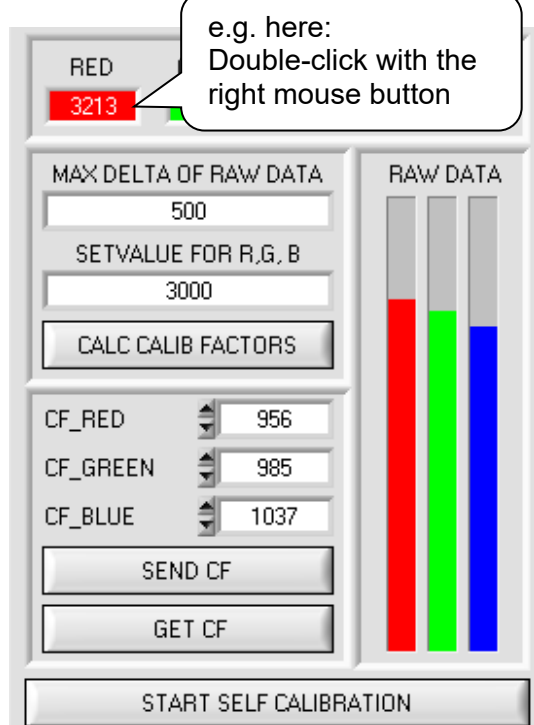 e.g. here:
Double-click with the
right mouse button
RED
3213
MAX DELTA OF RAW DATA
500
SETVALUE FOR R,G, B
3000
CALC CALIB FACTORS
CF_RED 956
CF_GREEN 985
CF_BLUE 1037
SEND CF
GET CF
RAW DATA
START SELF CALIBRATION